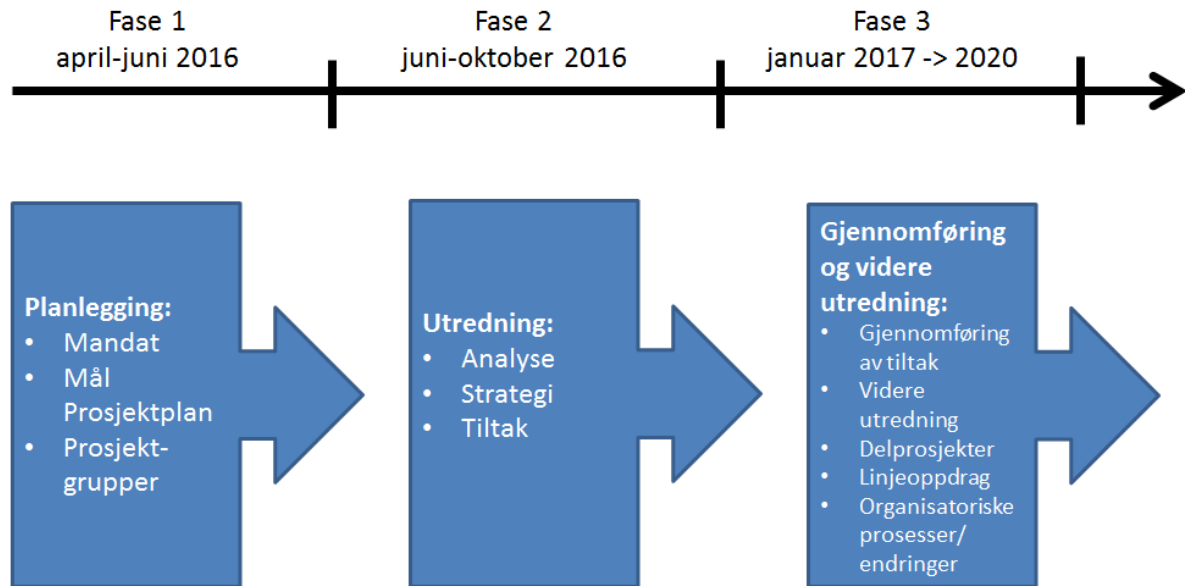 Fase 1
april-juni 2016
Fase 2
juni-oktober 2016
Fase 3
januar 2017 -> 2020
Planlegging:
• Mandat
• Mål
Prosjektplan
• Prosjekt-
grupper
Utredning:
• Analyse
• Strategi
• Tiltak
Gjennomføring
og videre
utredning:
• Gjennomføring
av tiltak
• Videre
utredning
• Delprosjekter
• Linjeoppdrag
• Organisatoriske
prosesser/
endringer